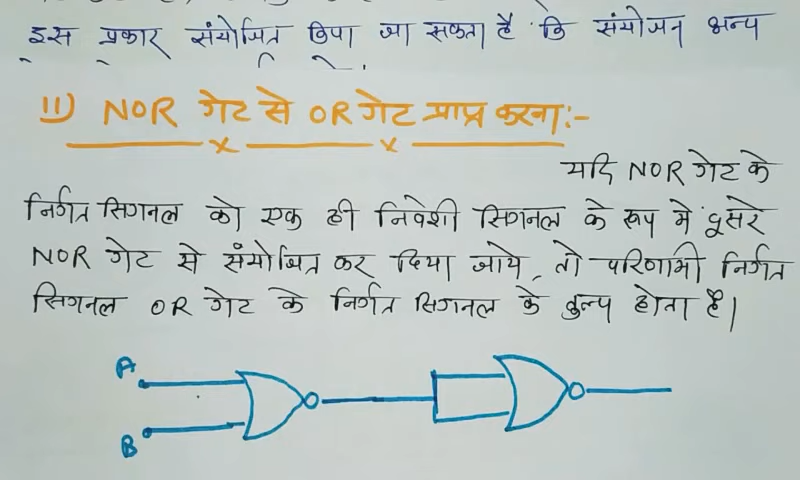 इस प्रकार संयोजित किया जा सकता है कि संयोजन अन्य
11) NOR गेट से OR गेट प्राप्त करना:-
यदि NOR गेट के
निर्गत सिगनल को एक ही निवेशी सिगनल के रूप में दूसरे
NOR गेट से संयोजित कर दिया जाये, तो परिणामी निर्गत
सिगनल OR गेट के निर्गत सिगनल के तुल्य होता है।
A
B